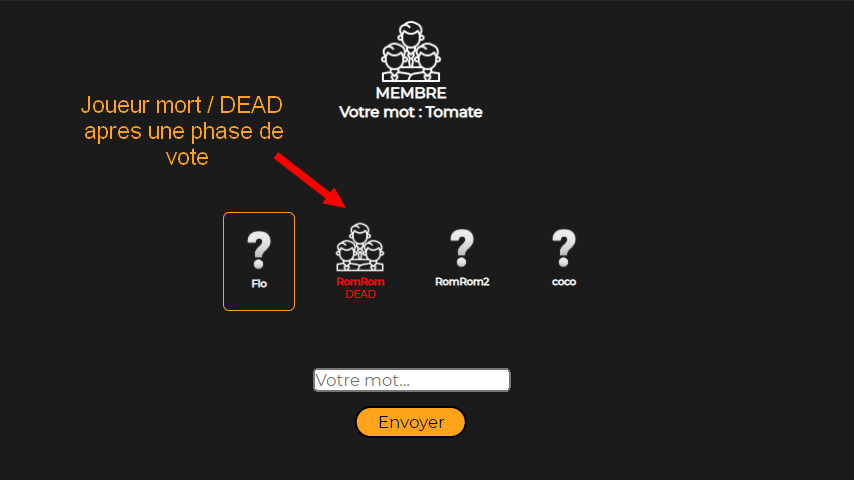 MEMBRE
Votre mot : Tomate
Joueur mort / DEAD
apres une phase de
vote
Flo
RomRom
DEAD
RomRom2
coco
Votre mot...
Envoyer